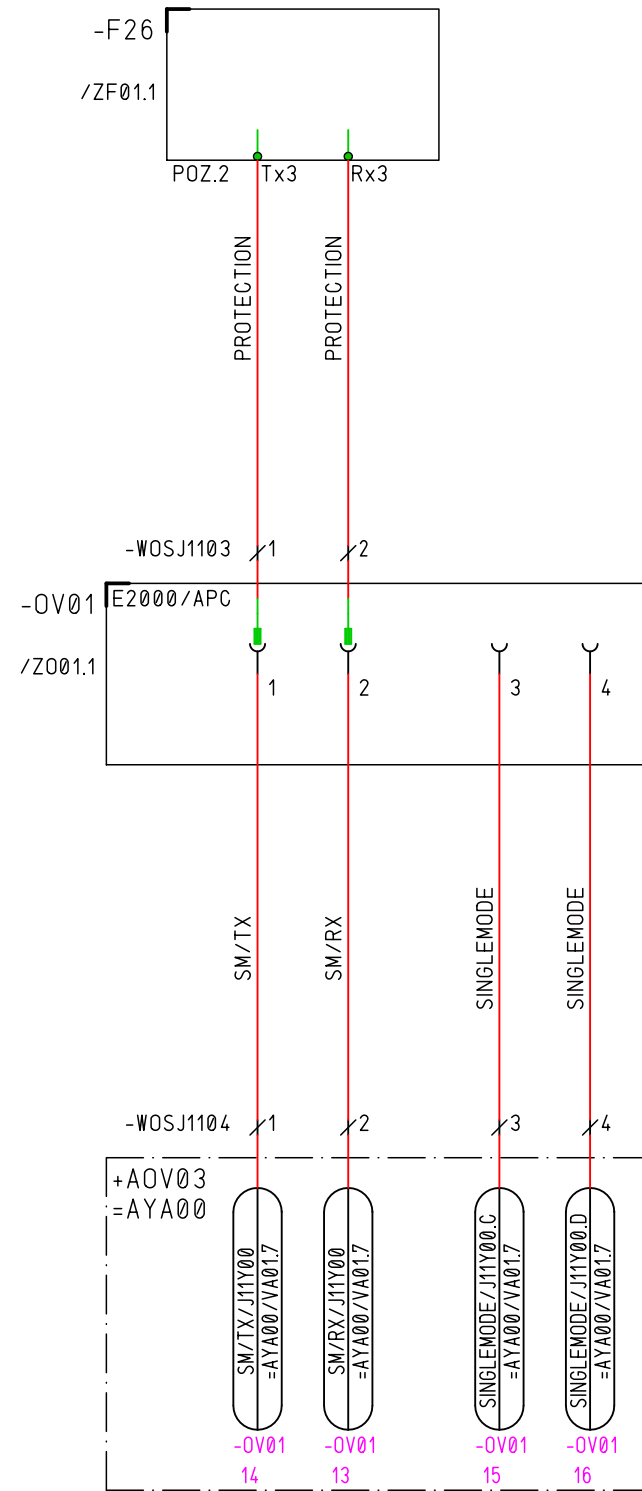 -F26
/ZF01.1
POZ.2 Tx3 Rx3
PROTECTION
PROTECTION
-WOSJ1103 1 2
-OV01 E2000/APC
/ZO01.1
1 2 3 4
SM/TX
SM/RX
SINGLEMODE
SINGLEMODE
-WOSJ1104 1 2 3 4
+AOV03
=AYA00
SM/TX/J11Y00
=AYA00/VA01.7
SM/RX/J11Y00
=AYA00/VA01.7
SINGLEMODE/J11Y00.C
=AYA00/VA01.7
SINGLEMODE/J11Y00.D
=AYA00/VA01.7
-OV01 -OV01 -OV01 -OV01
14 13 15 16